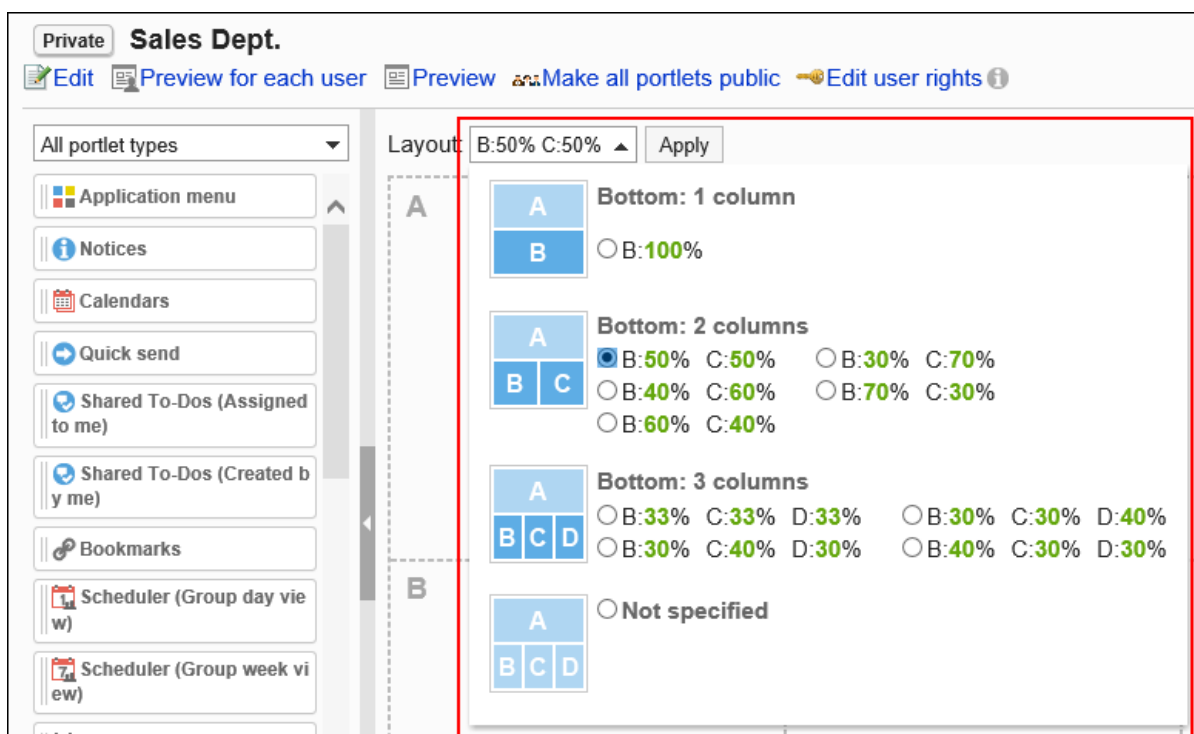 Private Sales Dept.
Edit Preview for each user Preview Make all portlets public Edit user rights
All portlet types
Application menu
Notices
Calendars
Quick send
Shared To-Dos (Assigned
to me)
Shared To-Dos (Created b
y me)
Bookmarks
1
Scheduler (Group day vie
w)
7
Scheduler (Group week vi
ew)
Layout: B:50% C:50% Apply
A
B
A
B
Bottom: 1 column
B:100%
A
B C
Bottom: 2 columns
B:50% C:50% B:30% C:70%
B:40% C:60% B:70% C:30%
B:60% C:40%
A
B C D
Bottom: 3 columns
B:33% C:33% D:33% B:30% C:30% D:40%
B:30% C:40% D:30% B:40% C:30% D:30%
A
B C D
Not specified